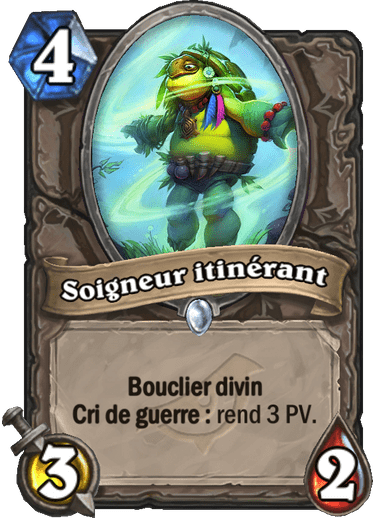 4
Soigneur itinérant
Bouclier divin
Cri de guerre : rend 3 PV.
3
2